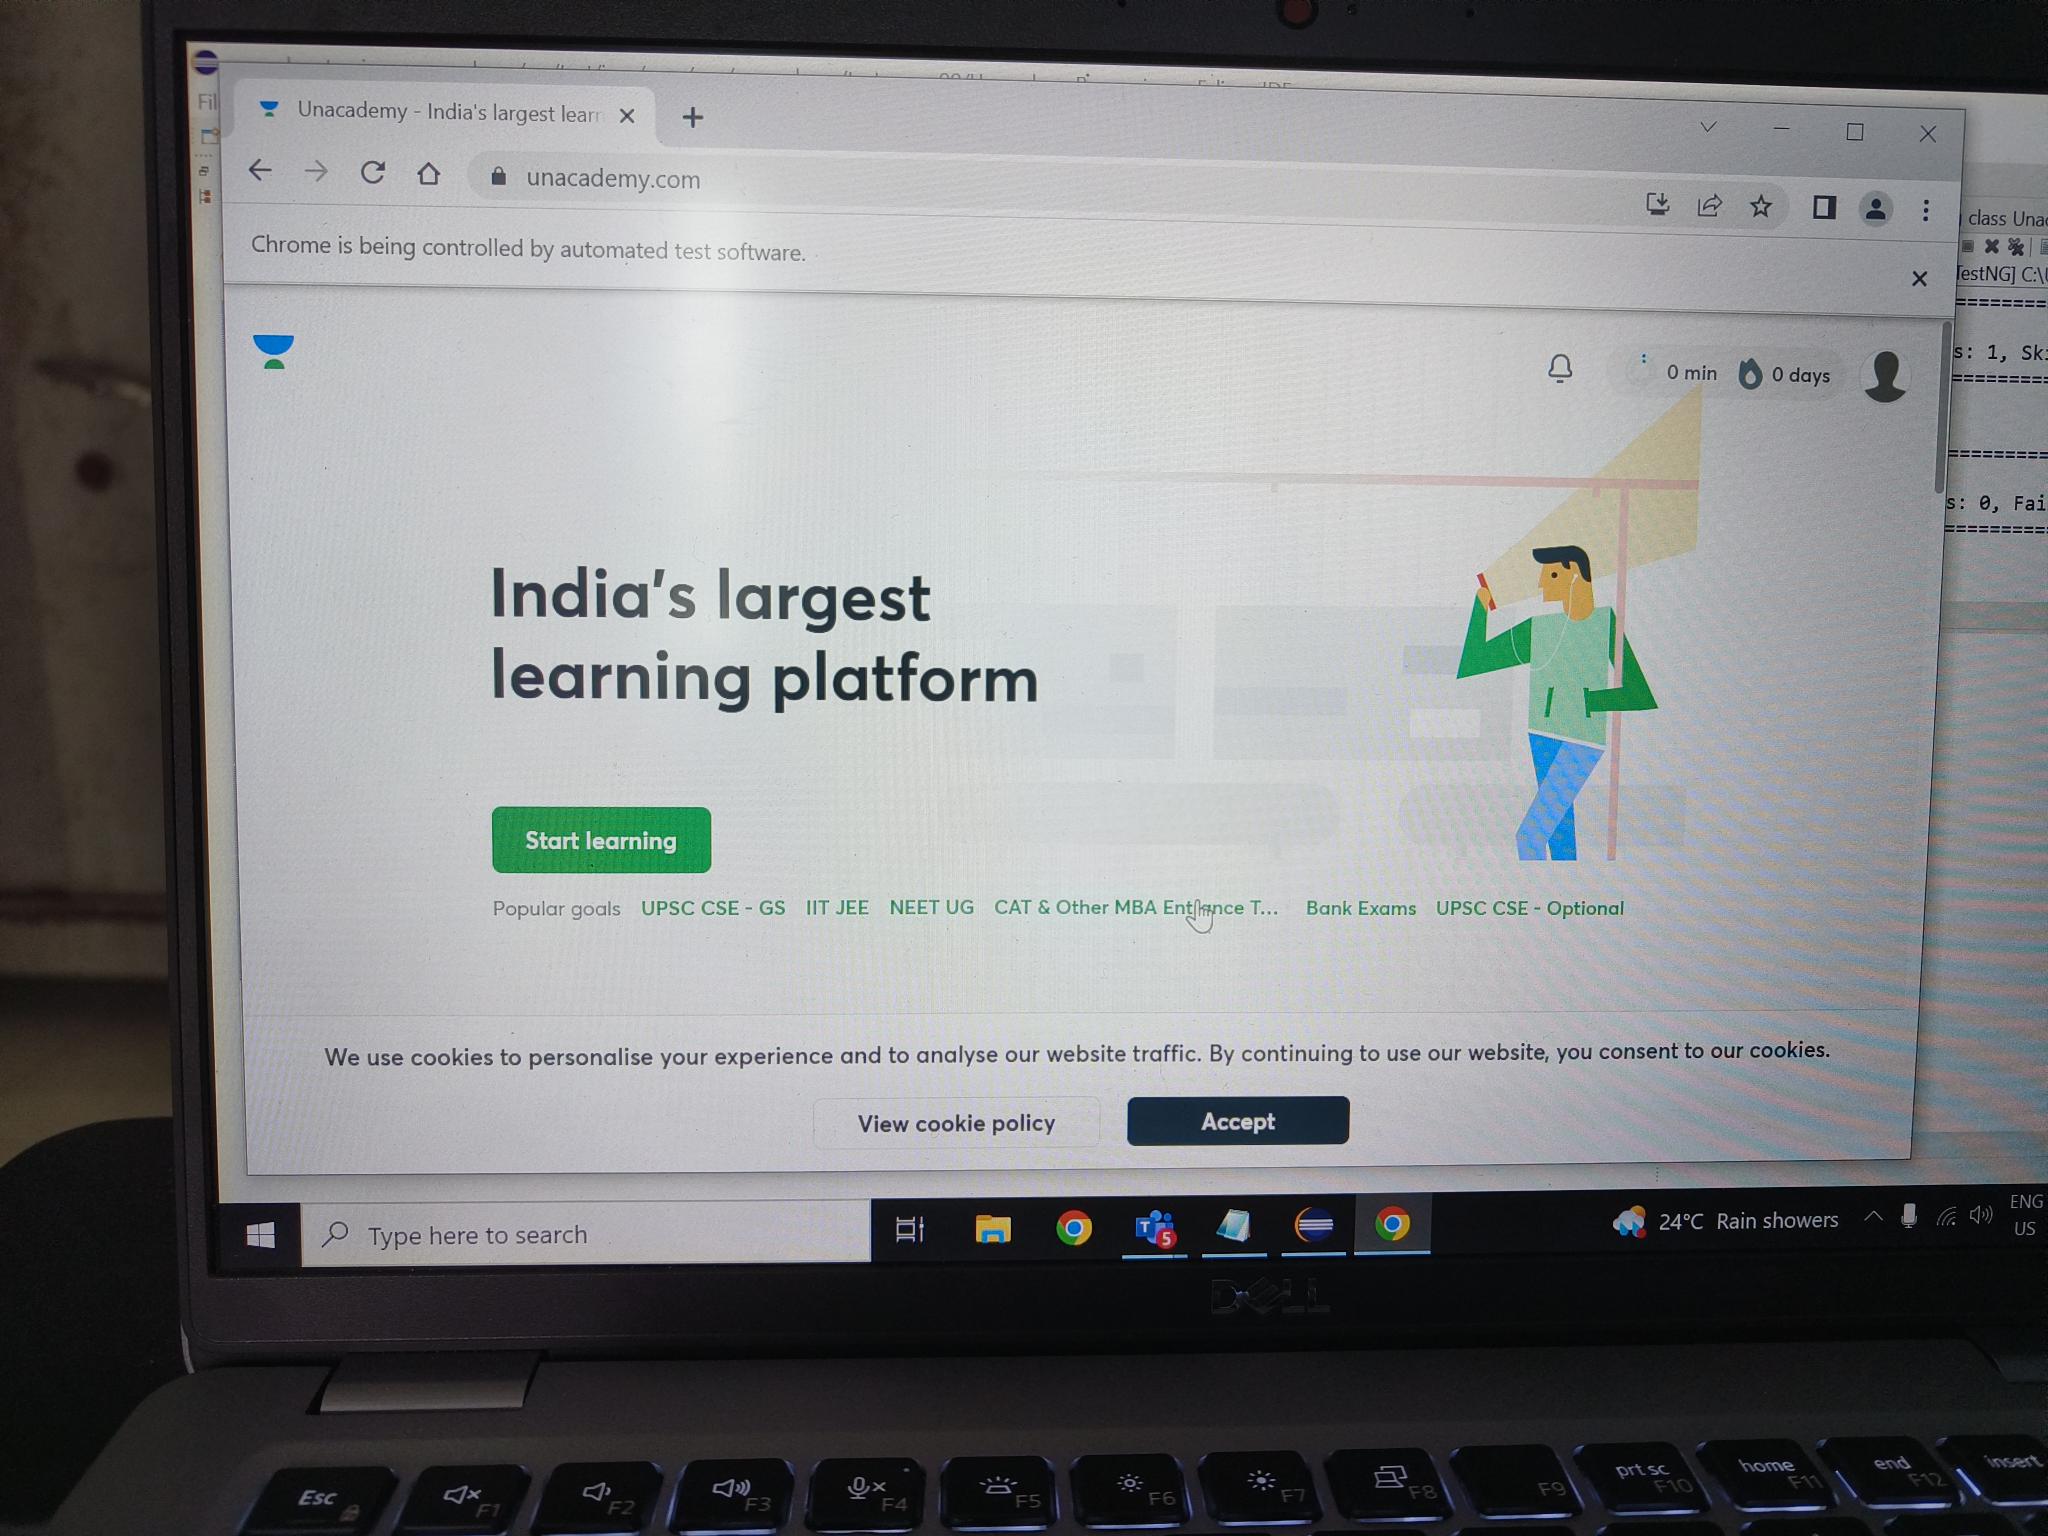 Fil
Unacademy - India's largest learn
unacademy.com
Chrome is being controlled by automated test software.
class Unac
TestNG] C:\U
========
s: 1, Ski
========
0 min
0 days
========
s: 0, Fai
========
India's largest
learning platform
Start learning
Popular goals UPSC CSE - GS IIT JEE NEET UG CAT & Other MBA Entrance T... Bank Exams UPSC CSE - Optional
We use cookies to personalise your experience and to analyse our website traffic. By continuing to use our website, you consent to our cookies.
View cookie policy
Accept
Type here to search
T 5
24°C Rain showers
ENG
US
DELL
Esc
F1
F2
F3
F4
F5
F6
F7
F8
F9
prt sc
F10
home
F11
end
F12
insert